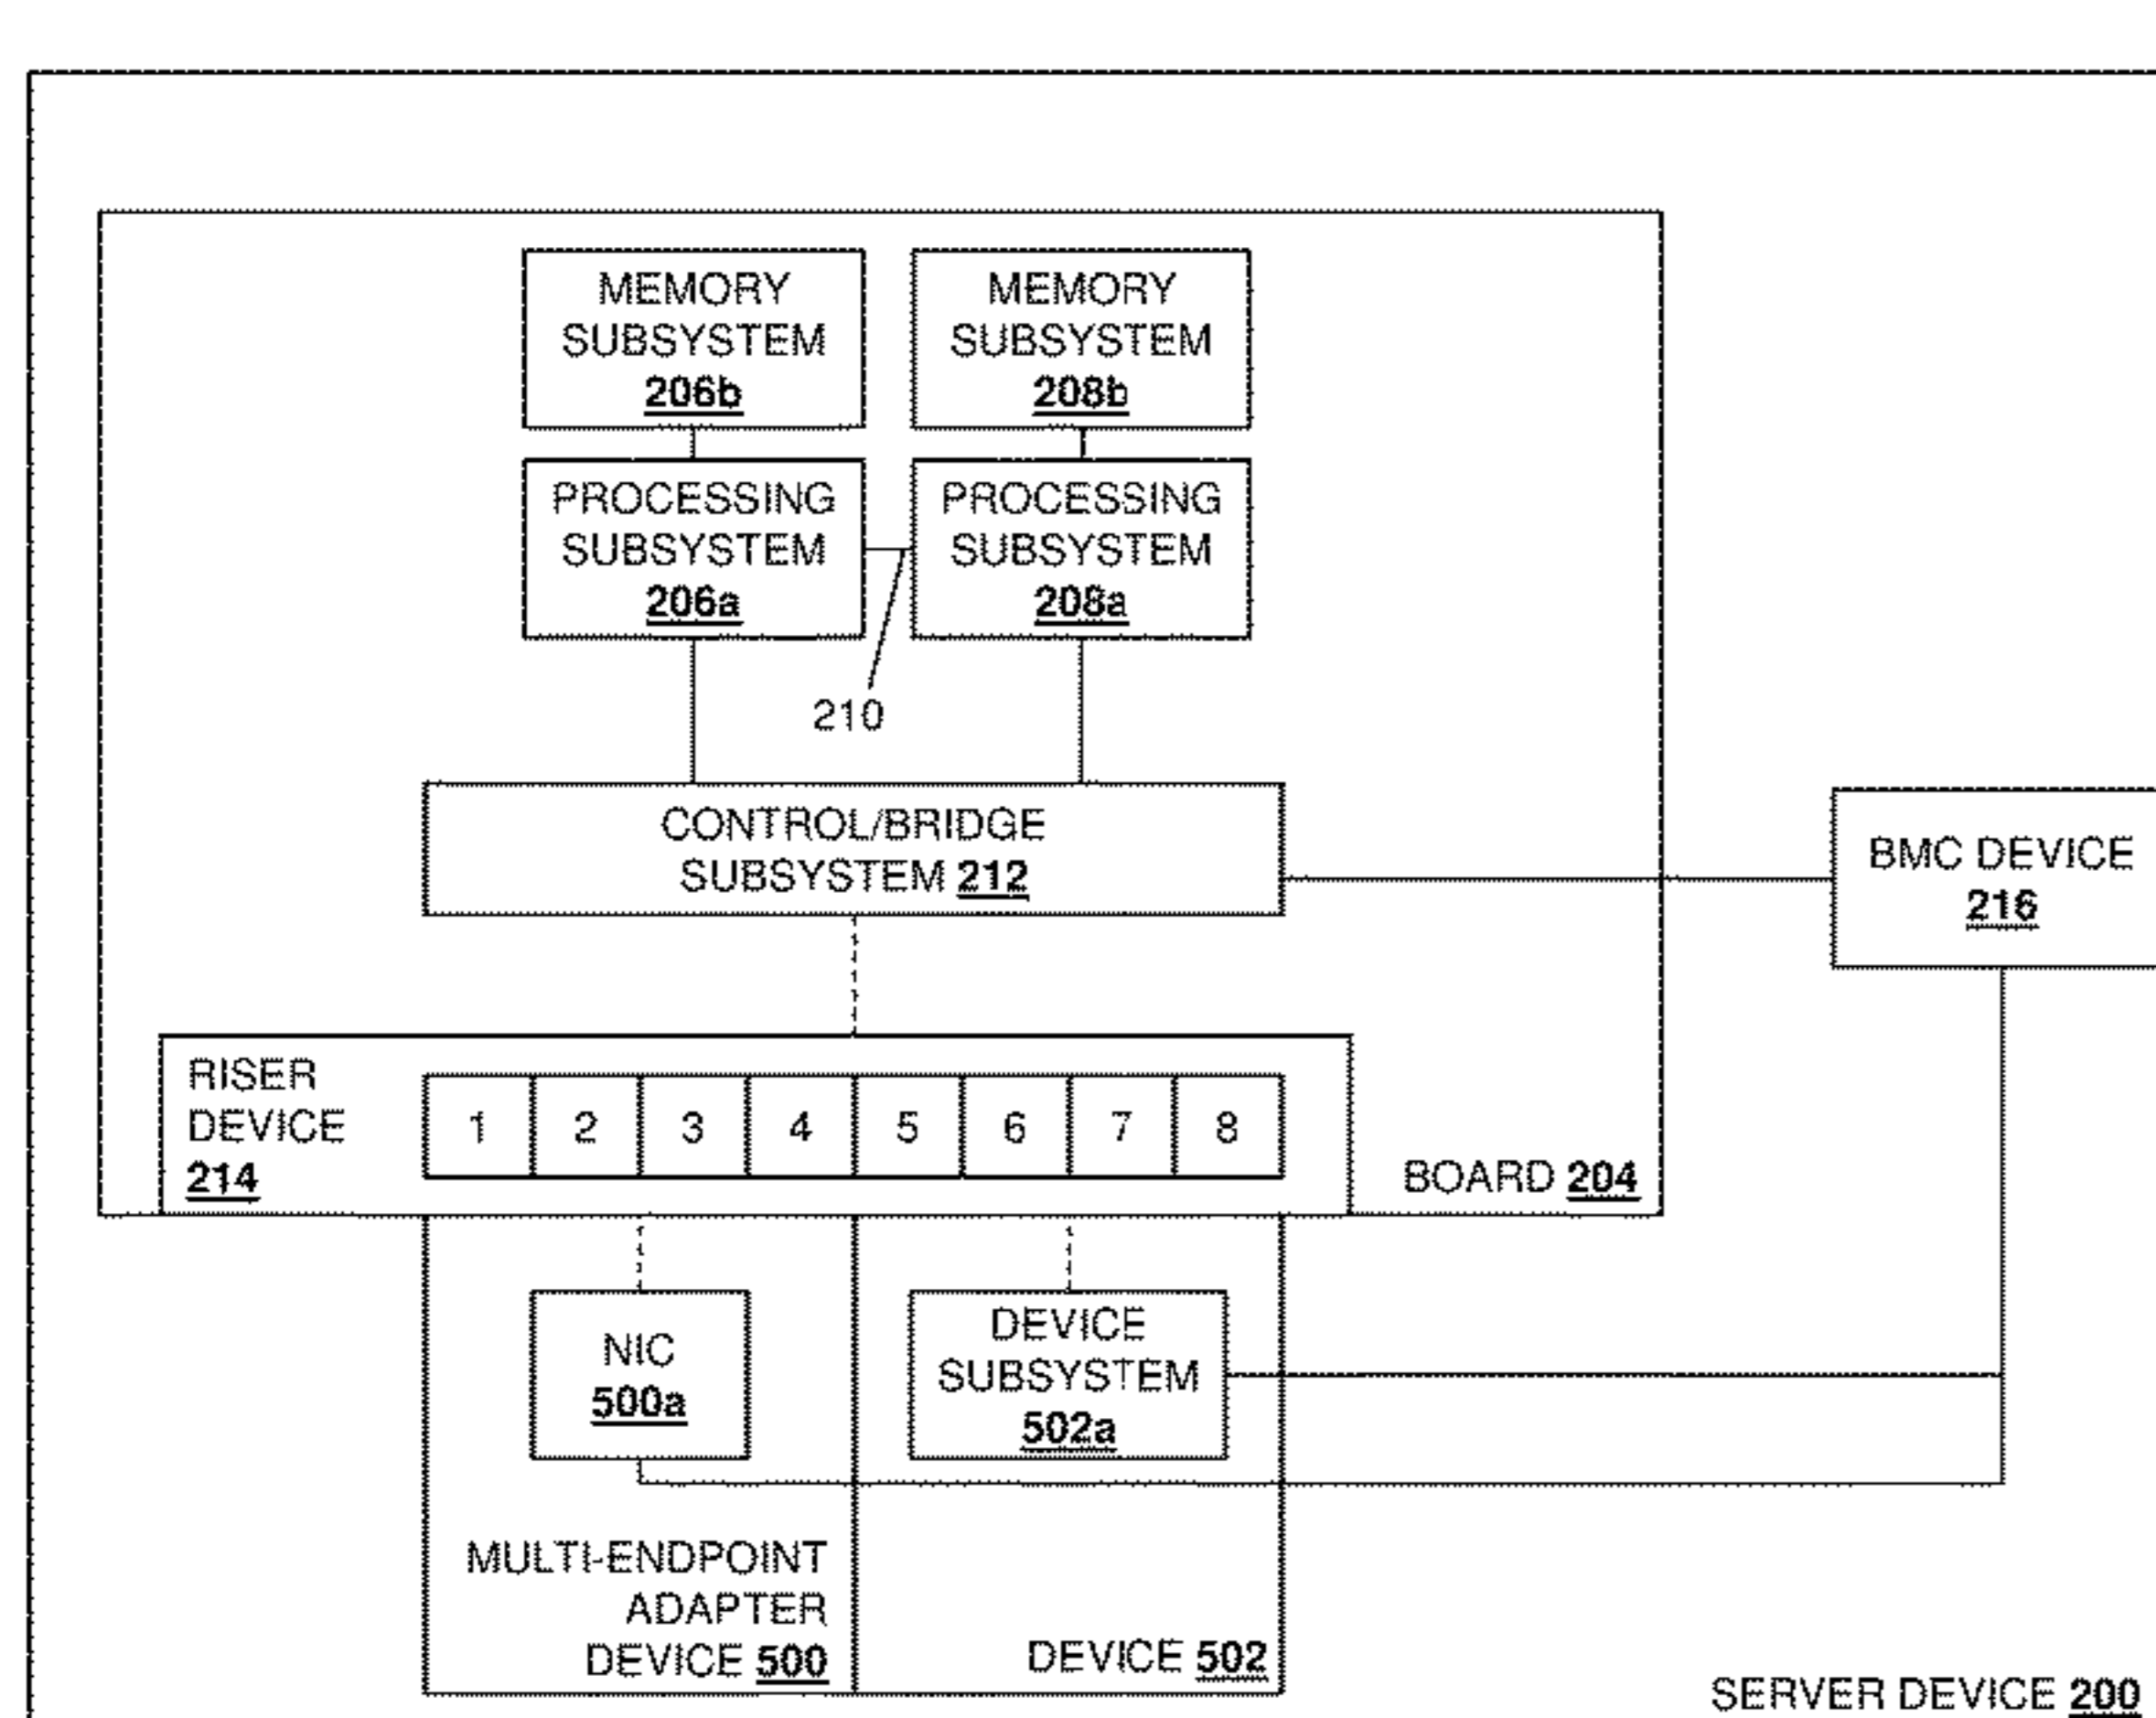 MEMORY
SUBSYSTEM
206b
MEMORY
SUBSYSTEM
208b
PROCESSING
SUBSYSTEM
206a
PROCESSING
SUBSYSTEM
208a
210
CONTROL/BRIDGE
SUBSYSTEM 212
BMC DEVICE
216
RISER
DEVICE
214
1 2 3 4 5 6 7 8
BOARD 204
NIC
500a
DEVICE
SUBSYSTEM
502a
MULTI-ENDPOINT
ADAPTER
DEVICE 500
DEVICE 502
SERVER DEVICE 200